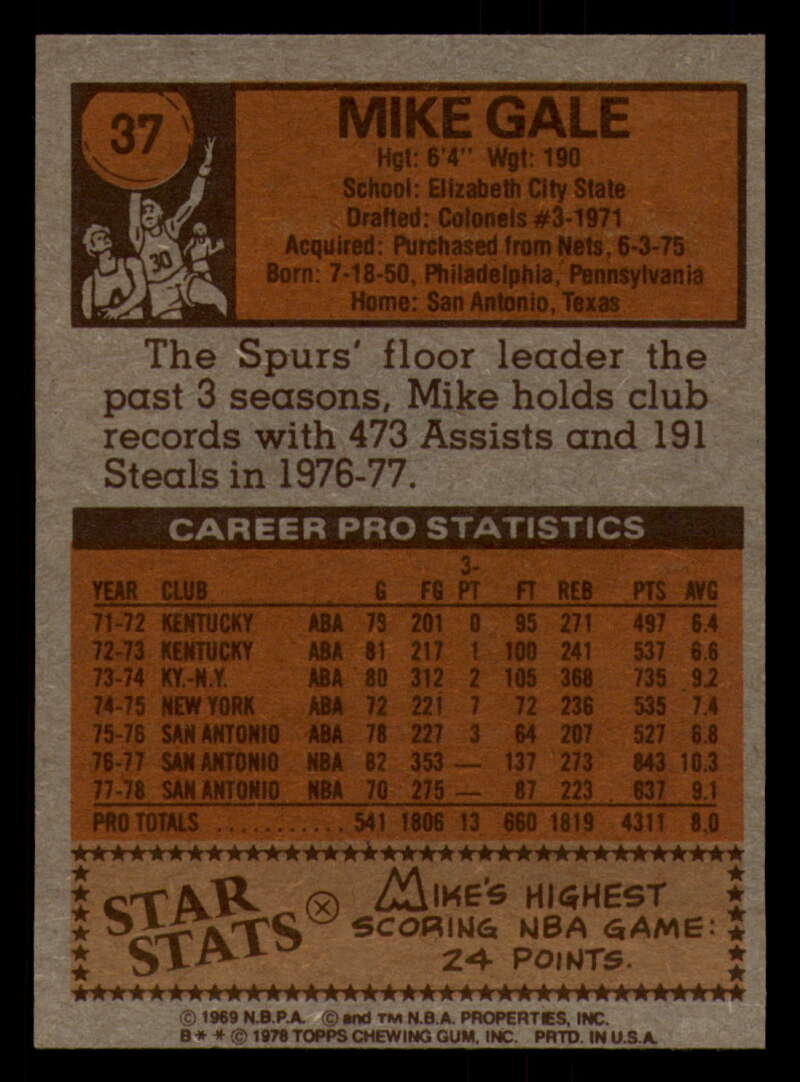 37
MIKE GALE
Hgt: 6'4" Wgt: 190
School: Elizabeth City State
Drafted: Colonels #3-1971
Acquired: Purchased from Nets, 6-3-75
Born: 7-18-50, Philadelphia, Pennsylvania
Home: San Antonio, Texas
30
The Spurs' floor leader the
past 3 seasons, Mike holds club
records with 473 Assists and 191
Steals in 1976-77.
CAREER PRO STATISTICS
YEAR CLUB G FG 3-PT FT REB PTS AVG
71-72 KENTUCKY ABA 73 201 0 95 271 497 6.4
72-73 KENTUCKY ABA 81 217 1 100 241 537 6.6
73-74 KY.-N.Y. ABA 80 312 2 105 368 735 9.2
74-75 NEW YORK ABA 72 221 7 72 236 535 7.4
75-76 SAN ANTONIO ABA 78 227 3 64 207 527 6.8
76-77 SAN ANTONIO NBA 82 353 — 137 273 843 10.3
77-78 SAN ANTONIO NBA 70 275 — 87 223 637 9.1
PRO TOTALS ........... 541 1806 13 660 1819 4311 8.0
STAR STATS
MIKE'S HIGHEST
SCORING NBA GAME:
24 POINTS.
© 1969 N.B.P.A. © and TM N.B.A. PROPERTIES, INC.
B * * © 1978 TOPPS CHEWING GUM, INC. PRTD. IN U.S.A.